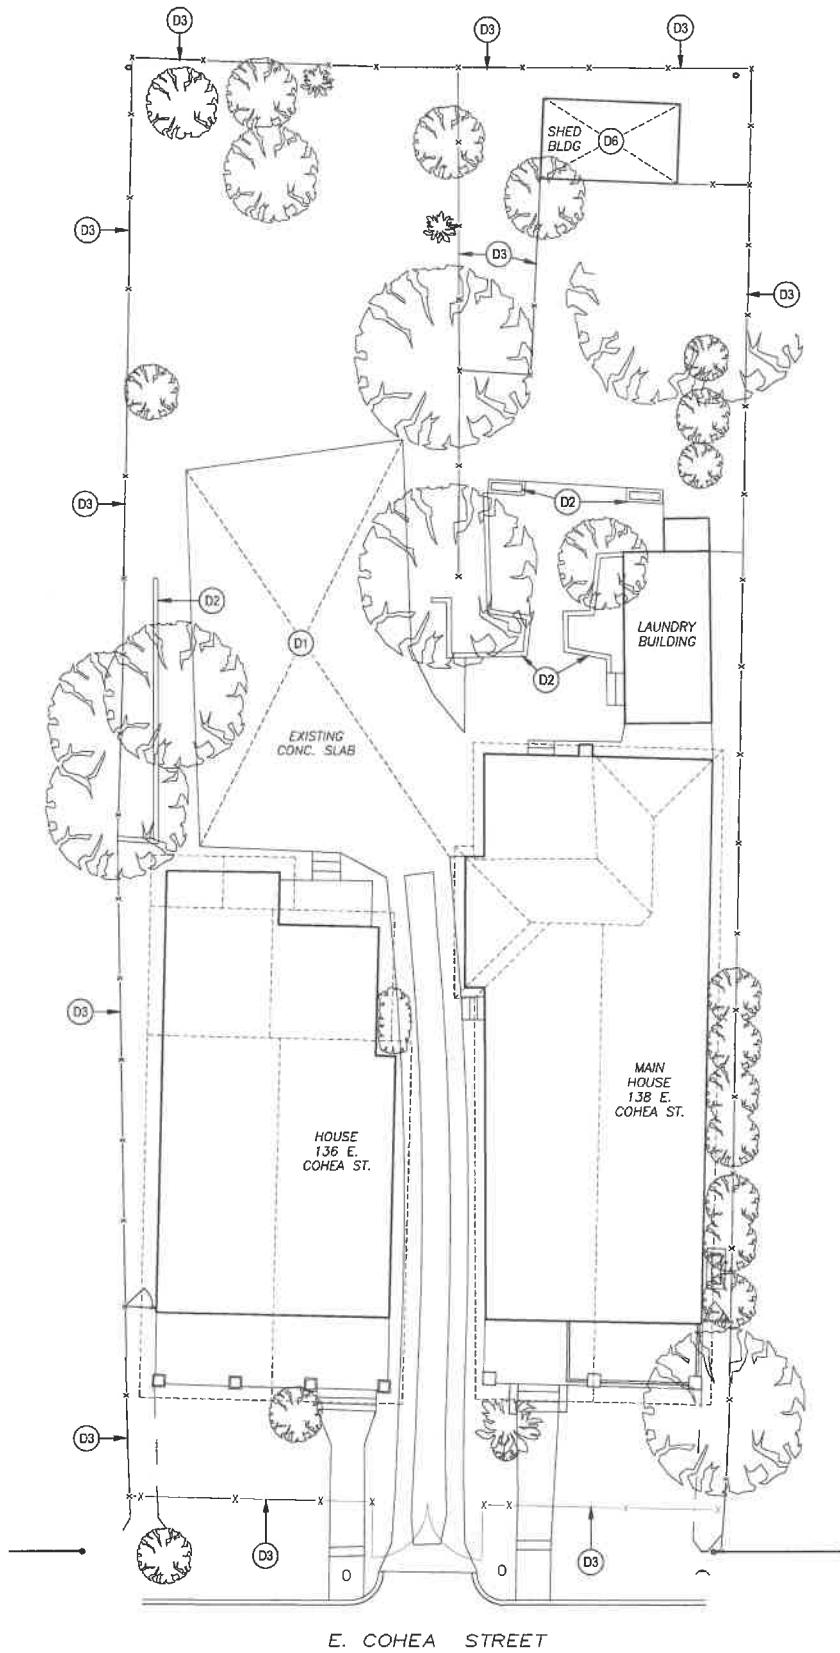 D3
D3
D3
SHED
BLDG
D6
D3
D3
D3
D3
D2
D2
D1
LAUNDRY
BUILDING
D2
EXISTING
CONC. SLAB
D3
MAIN
HOUSE
138 E.
COHEA ST.
HOUSE
136 E.
COHEA ST.
D3
D3
D3
E. COHEA STREET